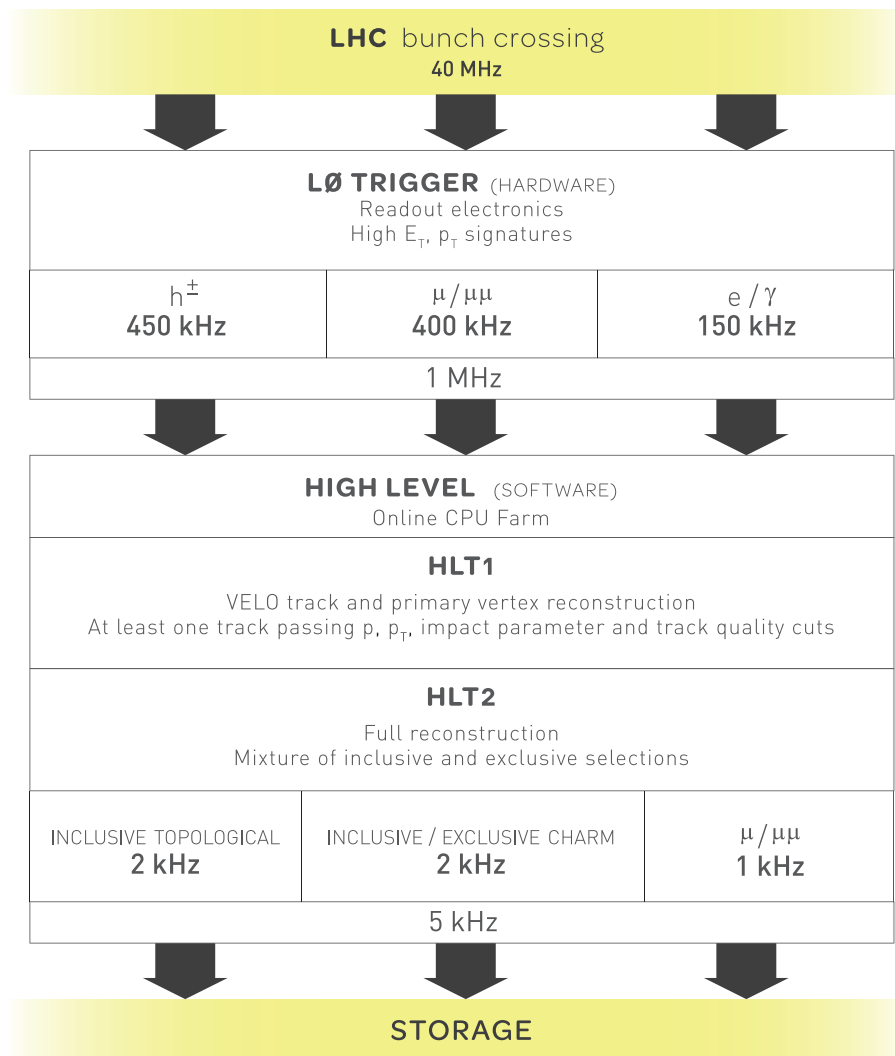 LHC bunch crossing
40 MHz
LØ TRIGGER (HARDWARE)
Readout electronics
High E_T, p_T signatures
h±
450 kHz
μ/μμ
400 kHz
e/γ
150 kHz
1 MHz
HIGH LEVEL (SOFTWARE)
Online CPU Farm
HLT1
VELO track and primary vertex reconstruction
At least one track passing p, p_T, impact parameter and track quality cuts
HLT2
Full reconstruction
Mixture of inclusive and exclusive selections
INCLUSIVE TOPOLOGICAL
2 kHz
INCLUSIVE / EXCLUSIVE CHARM
2 kHz
μ/μμ
1 kHz
5 kHz
STORAGE